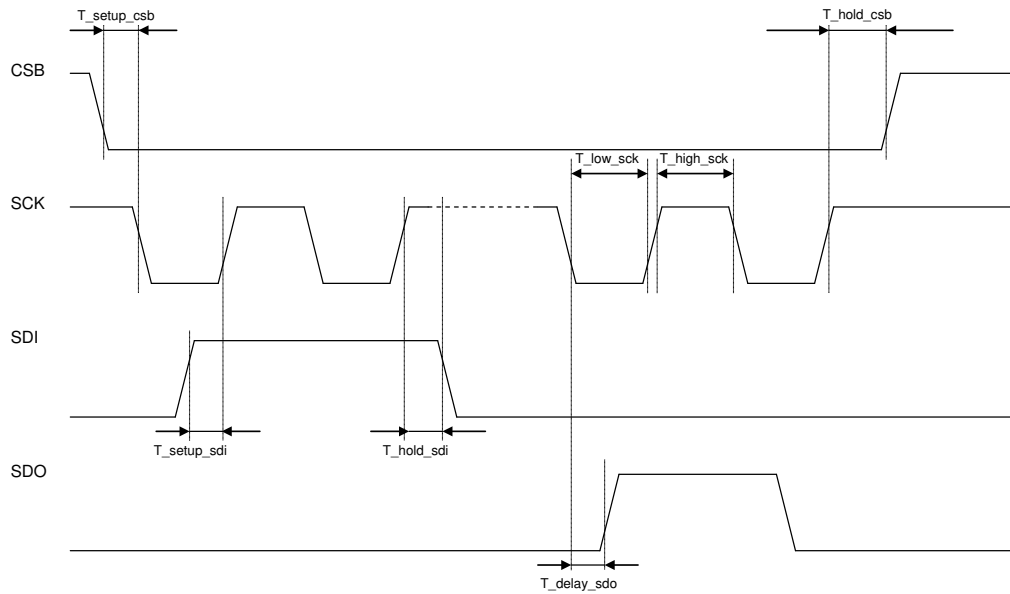 T_setup_csb
T_hold_csb
CSB
T_low_sck
T_high_sck
SCK
SDI
T_setup_sdi
T_hold_sdi
SDO
T_delay_sdo